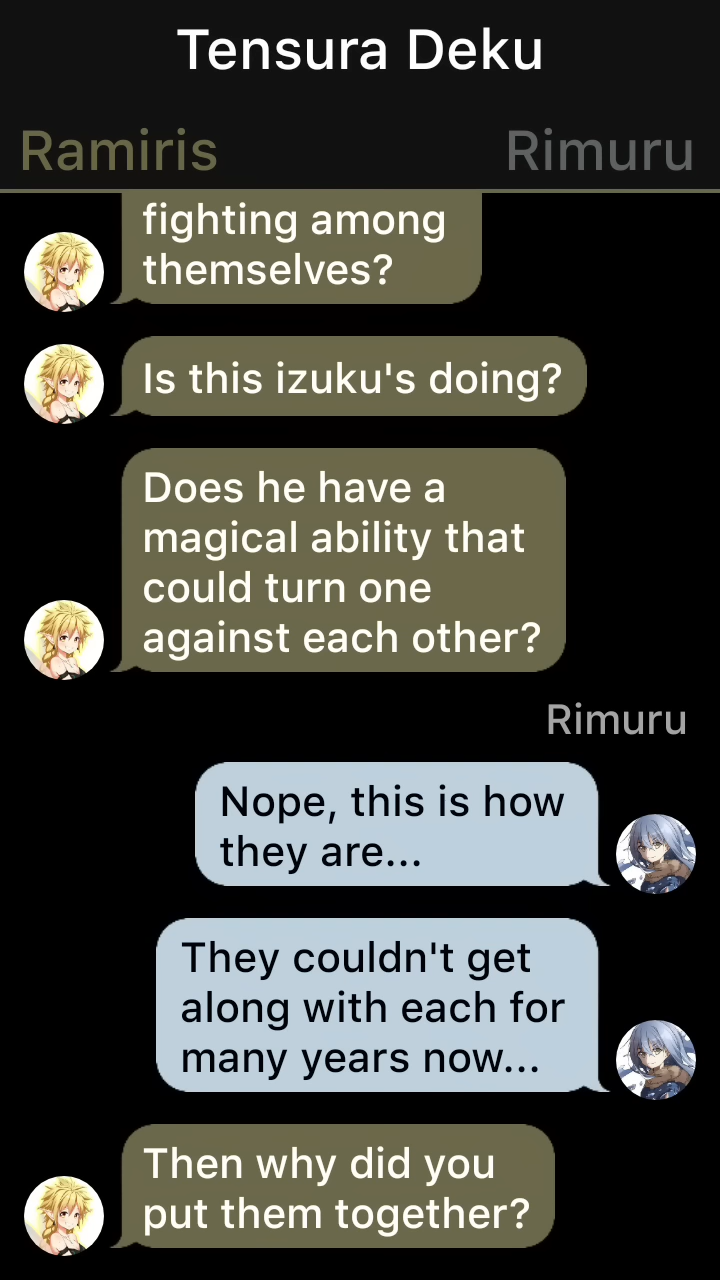 Tensura Deku
Ramiris Rimuru
fighting among
themselves?
Is this izuku's doing?
Does he have a
magical ability that
could turn one
against each other?
Rimuru
Nope, this is how
they are...
They couldn't get
along with each for
many years now...
Then why did you
put them together?